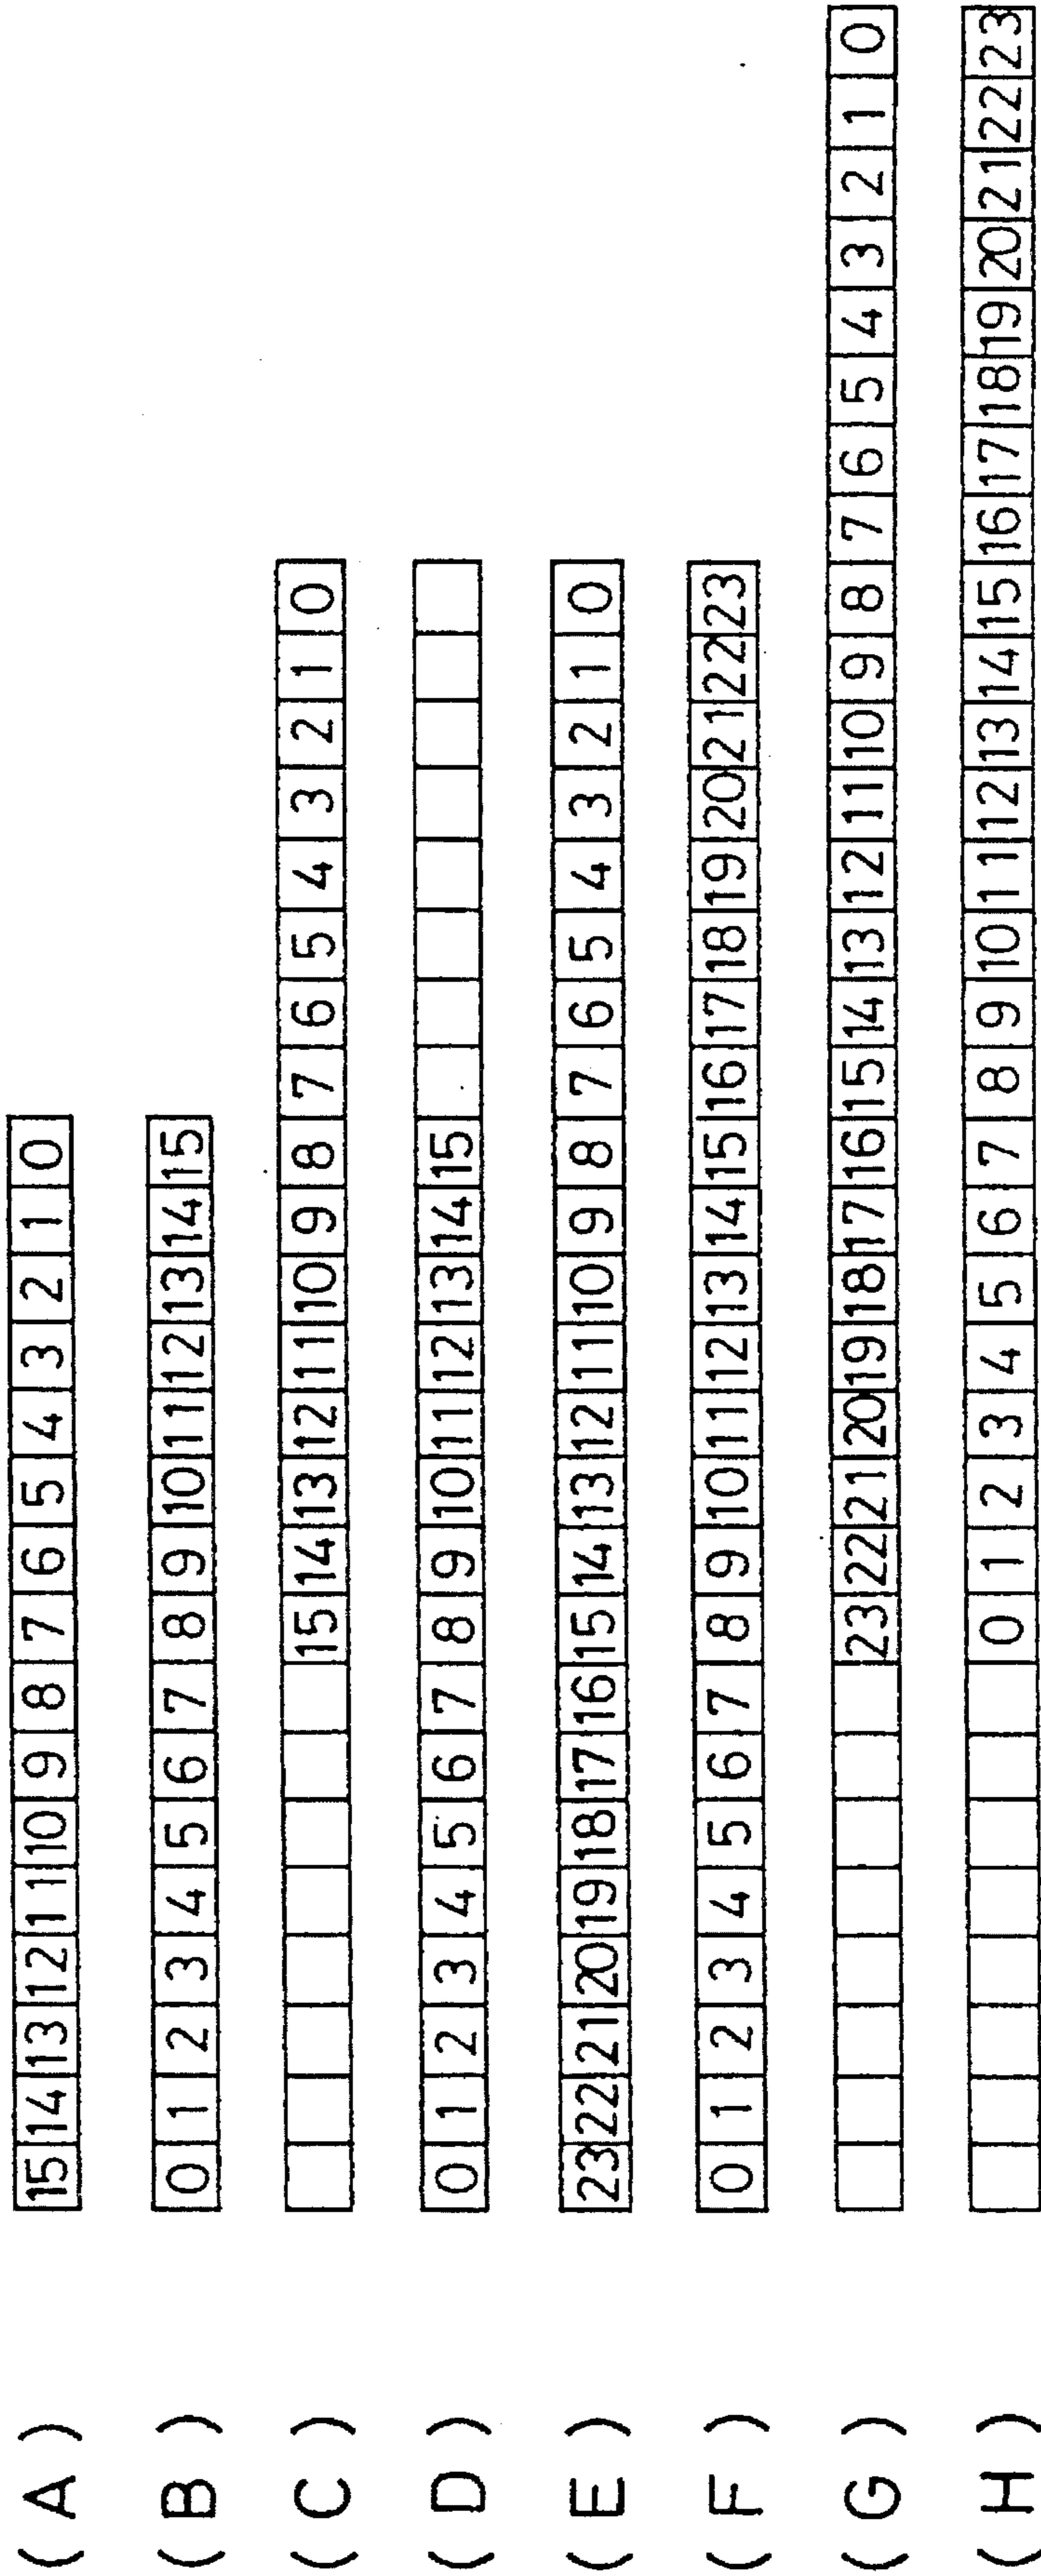 (A) 15 14 13 12 11 10 9 8 7 6 5 4 3 2 1 0
(B) 0 1 2 3 4 5 6 7 8 9 10 11 12 13 14 15
(C) 15 14 13 12 11 10 9 8 7 6 5 4 3 2 1 0
(D) 0 1 2 3 4 5 6 7 8 9 10 11 12 13 14 15
(E) 23 22 21 20 19 18 17 16 15 14 13 12 11 10 9 8 7 6 5 4 3 2 1 0
(F) 0 1 2 3 4 5 6 7 8 9 10 11 12 13 14 15 16 17 18 19 20 21 22 23
(G) 23 22 21 20 19 18 17 16 15 14 13 12 11 10 9 8 7 6 5 4 3 2 1 0
(H) 0 1 2 3 4 5 6 7 8 9 10 11 12 13 14 15 16 17 18 19 20 21 22 23